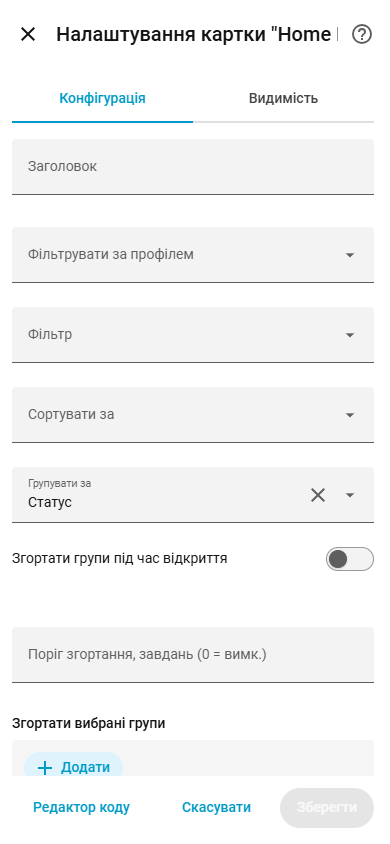 Налаштування картки "Home
Конфігурація
Видимість
Заголовок
Фільтрувати за профілем
Фільтр
Сортувати за
Групувати за
Статус
Згортати групи під час відкриття
Поріг згортання, завдань (0 = вимк.)
Згортати вибрані групи
Додати
Редактор коду
Скасувати
Зберегти